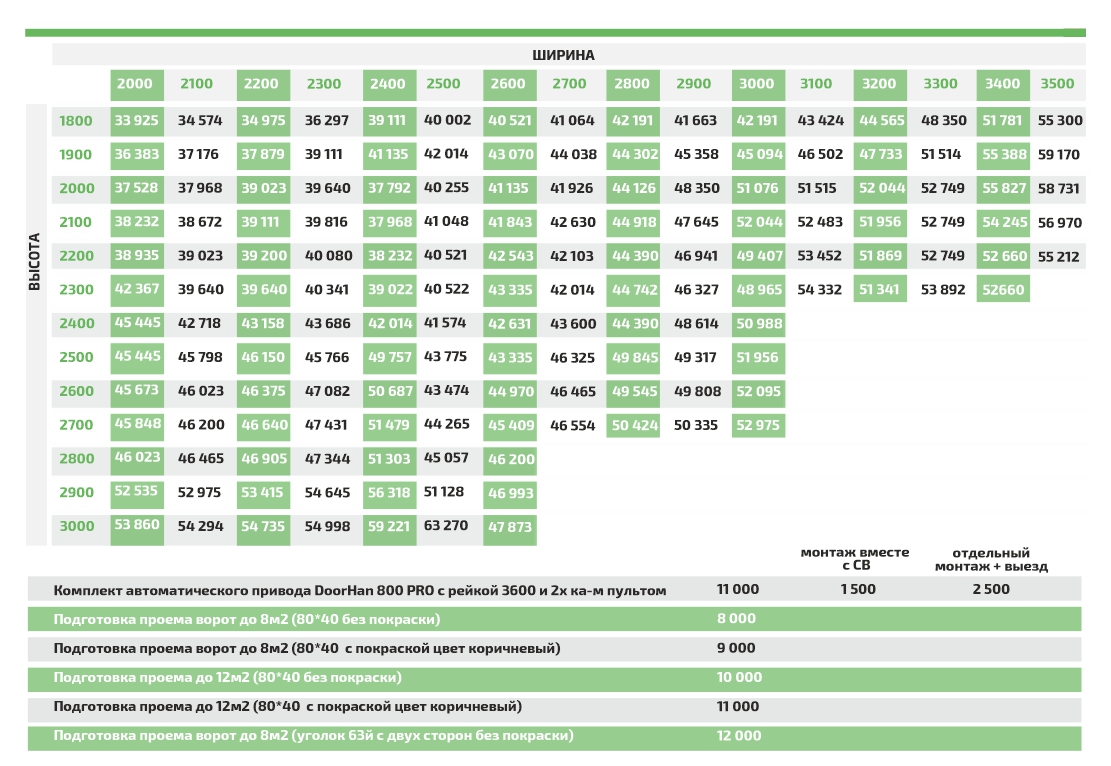 ШИРИНА
2000 2100 2200 2300 2400 2500 2600 2700 2800 2900 3000 3100 3200 3300 3400 3500
ВЫСОТА
1800 33 925 34 574 34 975 36 297 39 111 40 002 40 521 41 064 42 191 41 663 42 191 43 424 44 565 48 350 51 781 55 300
1900 36 383 37 176 37 879 39 111 41 135 42 014 43 070 44 038 44 302 45 358 45 094 46 502 47 733 51 514 55 388 59 170
2000 37 528 37 968 39 023 39 640 37 792 40 255 41 135 41 926 44 126 48 350 51 076 51 515 52 044 52 749 55 827 58 731
2100 38 232 38 672 39 111 39 816 37 968 41 048 41 843 42 630 44 918 47 645 52 044 52 483 51 956 52 749 54 245 56 970
2200 38 935 39 023 39 200 40 080 38 232 40 521 42 543 42 103 44 390 46 941 49 407 53 452 51 869 52 749 52 660 55 212
2300 42 367 39 640 39 640 40 341 39 022 40 522 43 335 42 014 44 742 46 327 48 965 54 332 51 341 53 892 52660
2400 45 445 42 718 43 158 43 686 42 014 41 574 42 631 43 600 44 390 48 614 50 988
2500 45 445 45 798 46 150 45 766 49 757 43 775 43 335 46 325 49 845 49 317 51 956
2600 45 673 46 023 46 375 47 082 50 687 43 474 44 970 46 465 49 545 49 808 52 095
2700 45 848 46 200 46 640 47 431 51 479 44 265 45 409 46 554 50 424 50 335 52 975
2800 46 023 46 465 46 905 47 344 51 303 45 057 46 200
2900 52 535 52 975 53 415 54 645 56 318 51 128 46 993
3000 53 860 54 294 54 735 54 998 59 221 63 270 47 873
монтаж вместе отдельный
с СВ монтаж + выезд
Комплект автоматического привода DoorHan 800 PRO с рейкой 3600 и 2х ка-м пультом 11 000 1 500 2 500
Подготовка проема ворот до 8м2 (80*40 без покраски) 8 000
Подготовка проема ворот до 8м2 (80*40 с покраской цвет коричневый) 9 000
Подготовка проема до 12м2 (80*40 без покраски) 10 000
Подготовка проема до 12м2 (80*40 с покраской цвет коричневый) 11 000
Подготовка проема ворот до 8м2 (уголок 63й с двух сторон без покраски) 12 000